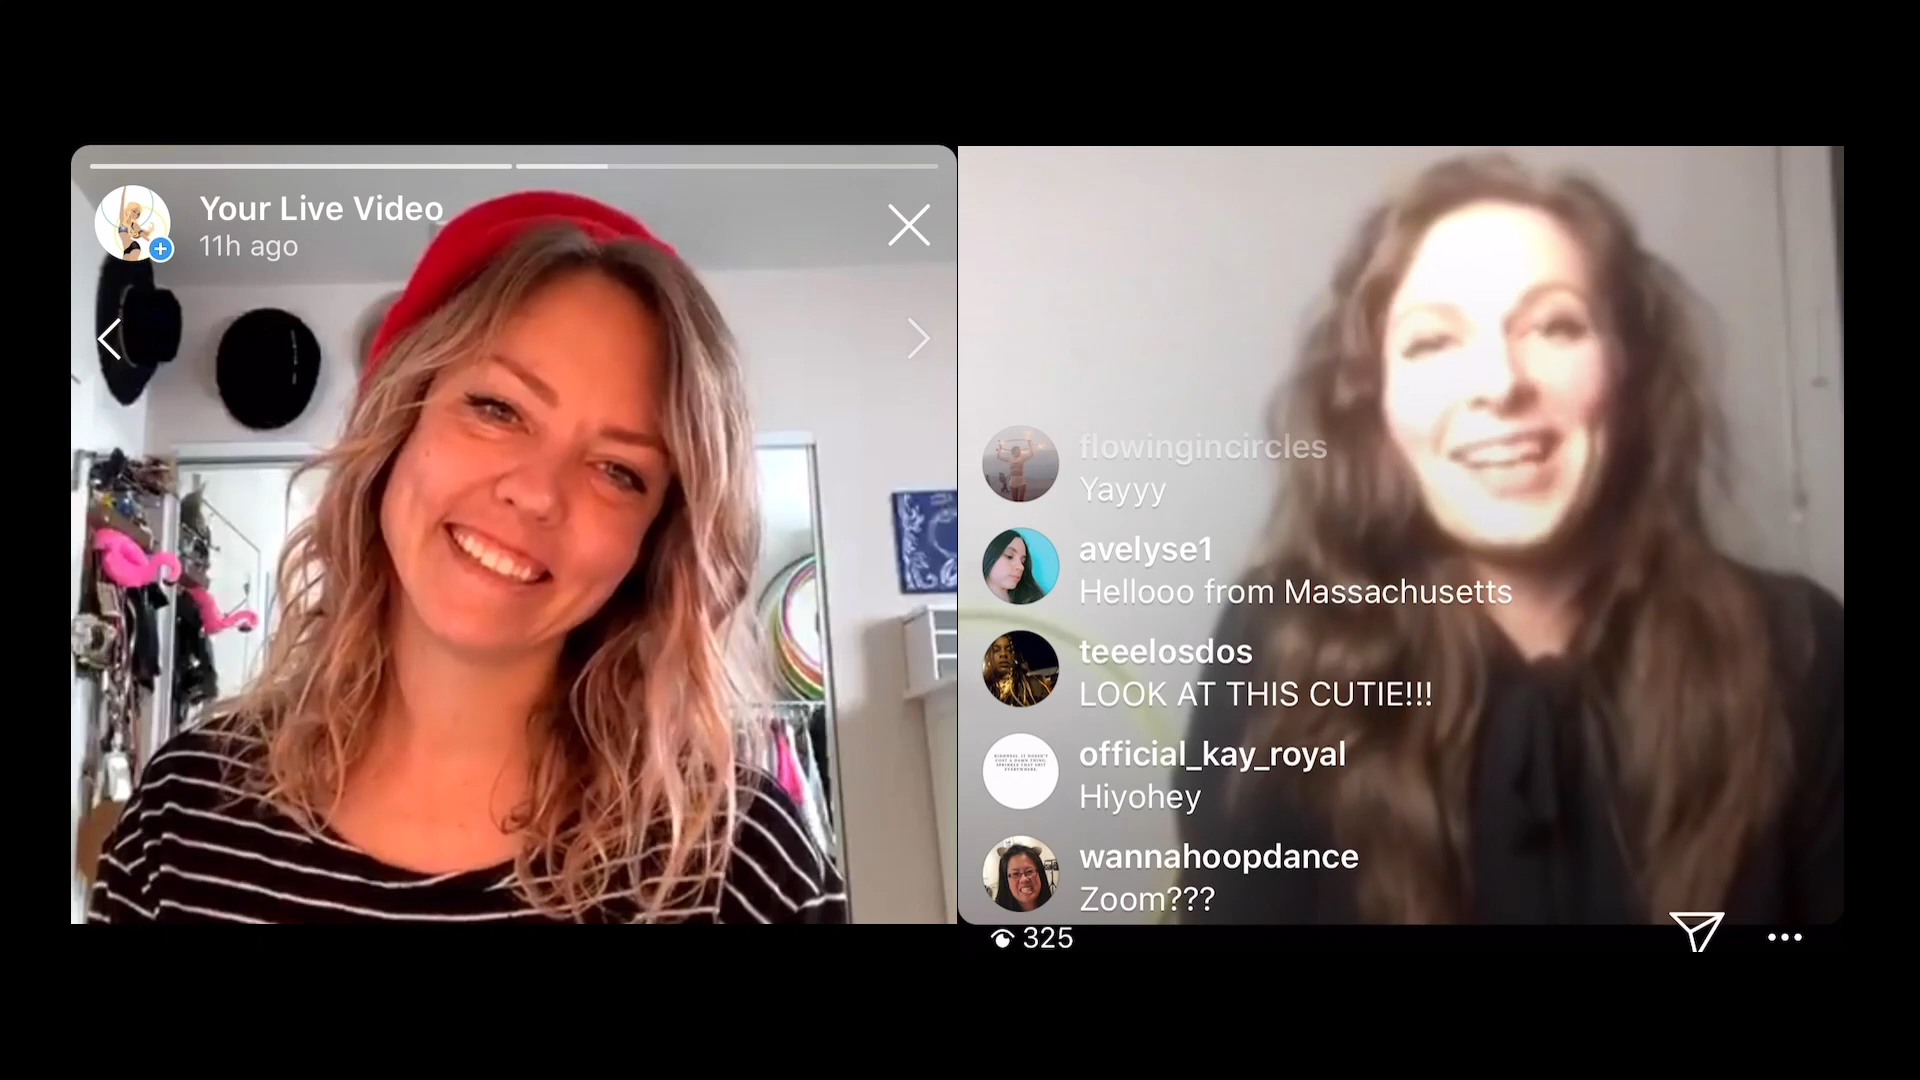 Your Live Video
11h ago
flowingincircles
Yayyy
avelyse1
Hellooo from Massachusetts
teeelosdos
LOOK AT THIS CUTIE!!!
official_kay_royal
Hiyohey
wannahoopdance
Zoom???
325